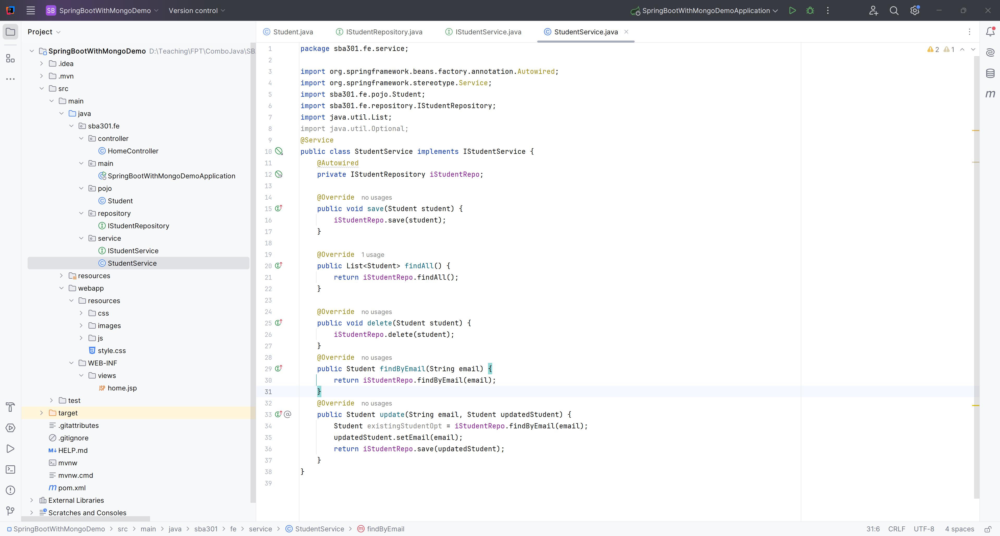 SB SpringBootWithMongoDemo Version control SpringBootWithMongoDemoApplication
Project
SpringBootWithMongoDemo D:\Teaching\FPT\ComboJava\SB
.idea
.mvn
src
main
java
sba301.fe
controller
HomeController
main
SpringBootWithMongoDemoApplication
pojo
Student
repository
IStudentRepository
service
IStudentService
StudentService
resources
webapp
resources
css
images
js
style.css
WEB-INF
views
JSP home.jsp
test
target
.gitattributes
.gitignore
M↓ HELP.md
mvnw
mvnw.cmd
m pom.xml
External Libraries
Scratches and Consoles
Student.java IStudentRepository.java IStudentService.java StudentService.java
2 1
1 package sba301.fe.service;
2
3 import org.springframework.beans.factory.annotation.Autowired;
4 import org.springframework.stereotype.Service;
5 import sba301.fe.pojo.Student;
6 import sba301.fe.repository.IStudentRepository;
7 import java.util.List;
8 import java.util.Optional;
9 @Service
10 public class StudentService implements IStudentService {
11 @Autowired
12 private IStudentRepository iStudentRepo;
13
14 @Override no usages
15 public void save(Student student) {
16 iStudentRepo.save(student);
17 }
18
19 @Override 1 usage
20 public List<Student> findAll() {
21 return iStudentRepo.findAll();
22 }
23
24 @Override no usages
25 public void delete(Student student) {
26 iStudentRepo.delete(student);
27 }
28 @Override no usages
29 public Student findByEmail(String email) {
30 return iStudentRepo.findByEmail(email);
31 }
32 @Override no usages
33 public Student update(String email, Student updatedStudent) {
34 Student existingStudentOpt = iStudentRepo.findByEmail(email);
35 updatedStudent.setEmail(email);
36 return iStudentRepo.save(updatedStudent);
37 }
38 }
39
m
SpringBootWithMongoDemo > src > main > java > sba301 > fe > service > StudentService > findByEmail 31:6 CRLF UTF-8 4 spaces